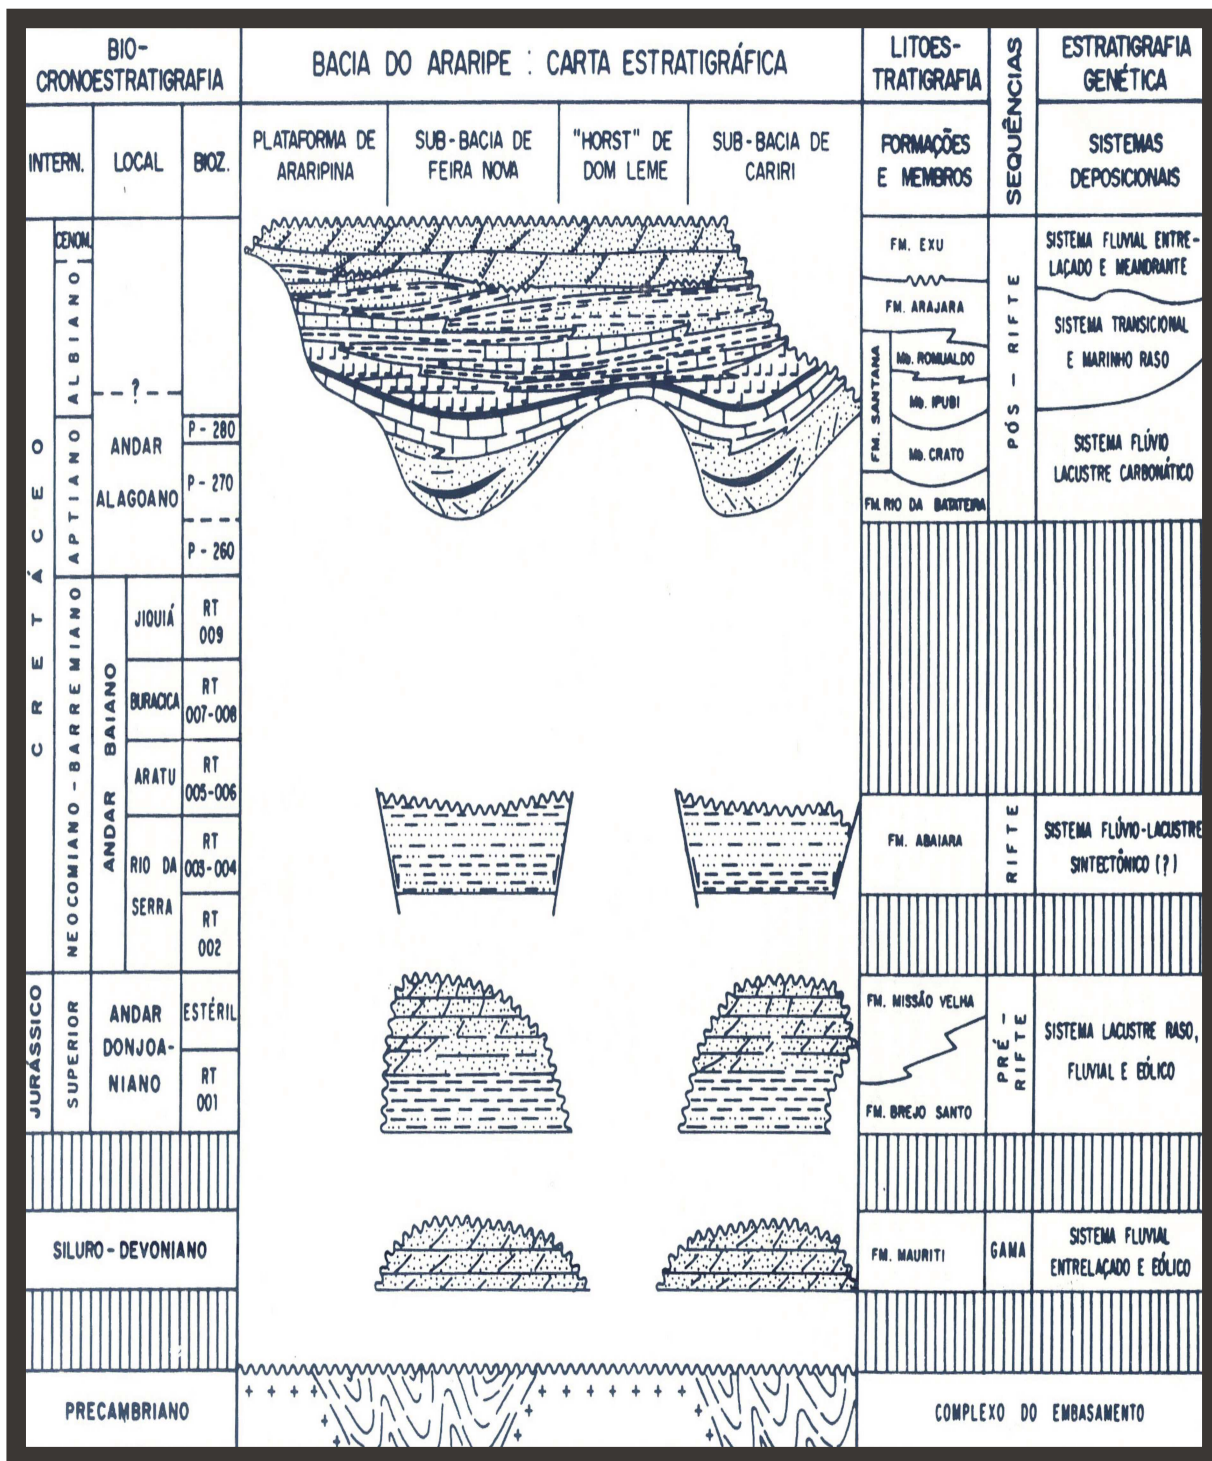 BIO-
CRONOESTRATIGRAFIA
BACIA DO ARARIPE : CARTA ESTRATIGRÁFICA
LITOES-
TRATIGRAFIA
SEQUÊNCIAS
ESTRATIGRAFIA
GENÉTICA
INTERN.
LOCAL
BIOZ.
PLATAFORMA DE
ARARIPINA
SUB-BACIA DE
FEIRA NOVA
"HORST" DE
DOM LEME
SUB-BACIA DE
CARIRI
FORMAÇÕES
E MEMBROS
SISTEMAS
DEPOSICIONAIS
CRETÁCEO
CENOM.
ALBIANO
APTIANO
NEOCOMIANO-BARREMIANO
?
ANDAR
ALAGOANO
P - 280
P - 270
P - 260
ANDAR BAIANO
JIQUIÁ
RT
009
BURACICA
RT
007-008
ARATU
RT
005-006
RIO DA
SERRA
RT
003-004
RT
002
JURÁSSICO
SUPERIOR
ANDAR
DONJOA-
NIANO
ESTÉRIL
RT
001
SILURO-DEVONIANO
PRECAMBRIANO
FM. EXU
FM. ARAJARA
FM. SANTANA
Mb. ROMUALDO
Mb. IPUBI
Mb. CRATO
FM. RIO DA BATATEIRA
PÓS - RIFTE
SISTEMA FLUVIAL ENTRE-
LAÇADO E MEANDRANTE
SISTEMA TRANSICIONAL
E MARINHO RASO
SISTEMA FLÚVIO
LACUSTRE CARBONÁTICO
FM. ABAIARA
RIFTE
SISTEMA FLÚVIO-LACUSTRE
SINTECTÔNICO (?)
FM. MISSÃO VELHA
FM. BREJO SANTO
PRÉ -
RIFTE
SISTEMA LACUSTRE RASO,
FLUVIAL E EÓLICO
FM. MAURITI
GAMA
SISTEMA FLUVIAL
ENTRELAÇADO E EÓLICO
COMPLEXO DO EMBASAMENTO